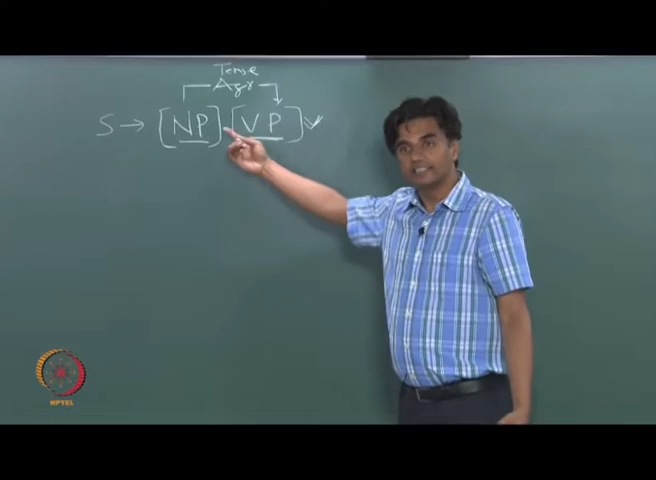 Tense
Agr
S → [NP] [VP]
NPTEL